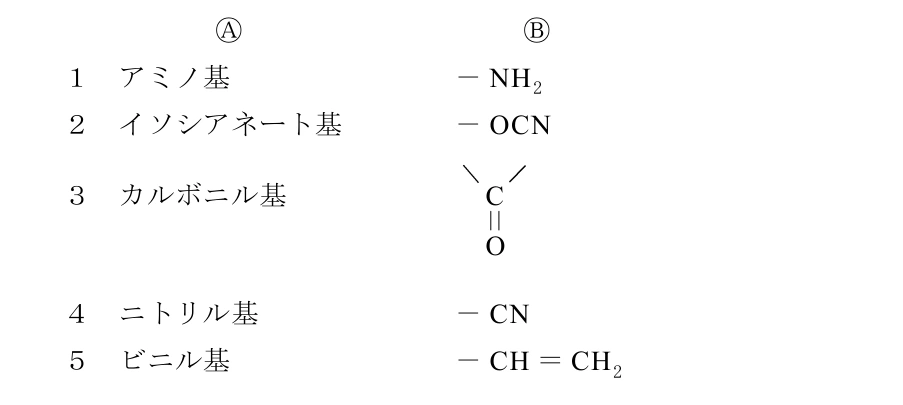 Ⓐ Ⓑ
1 アミノ基 － NH₂
2 イソシアネート基 － OCN
3 カルボニル基 C
O
4 ニトリル基 － CN
5 ビニル基 － CH ＝ CH₂